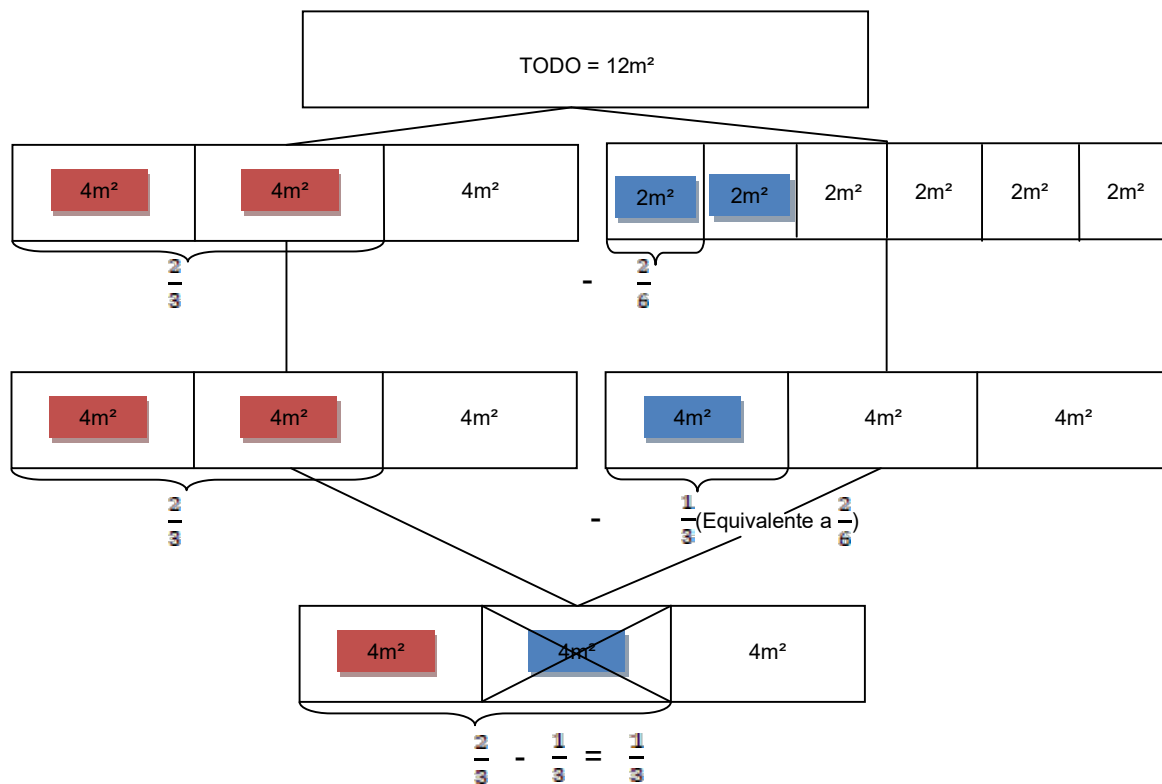 TODO = 12m²
4m² 4m² 4m² 2m² 2m² 2m² 2m² 2m² 2m²
2/3 - 2/6
4m² 4m² 4m² 4m² 4m² 4m²
2/3 - 1/3 (Equivalente a 2/6)
4m² 4m² 4m²
2/3 - 1/3 = 1/3